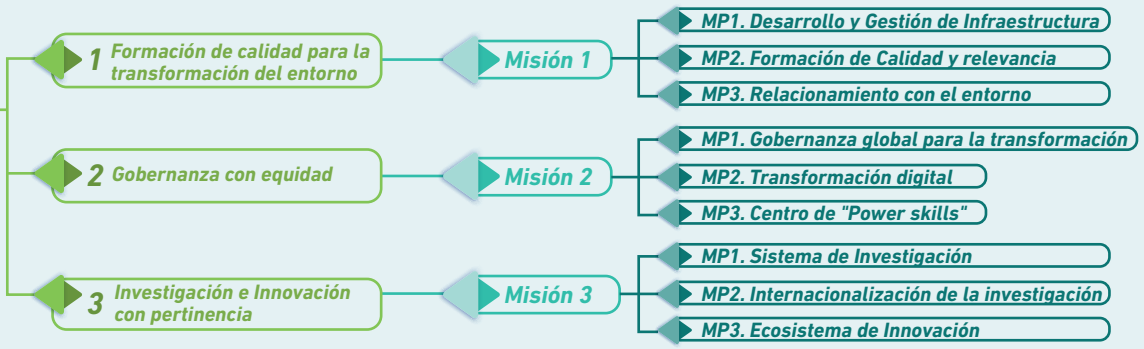 1 Formación de calidad para la
transformación del entorno
Misión 1
MP1. Desarrollo y Gestión de Infraestructura
MP2. Formación de Calidad y relevancia
MP3. Relacionamiento con el entorno
2 Gobernanza con equidad
Misión 2
MP1. Gobernanza global para la transformación
MP2. Transformación digital
MP3. Centro de "Power skills"
3 Investigación e Innovación
con pertinencia
Misión 3
MP1. Sistema de Investigación
MP2. Internacionalización de la investigación
MP3. Ecosistema de Innovación